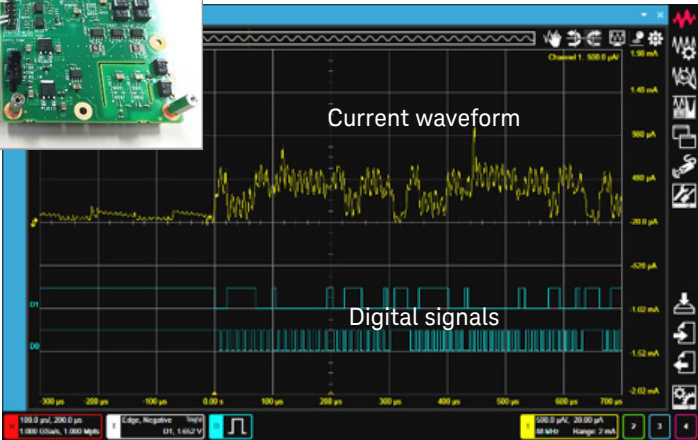 Channel 1: 500.0 µA/
1.98 mA
1.48 mA
Current waveform
980 µA
480 µA
-20.0 µA
-520 µA
D1
-1.02 mA
Digital signals
D0
-1.52 mA
-2.02 mA
-300 µs -200 µs -100 µs 0.00 s 100 µs 200 µs 300 µs 400 µs 500 µs 600 µs 700 µs
H 100.0 µs/, 200.0 µs T Edge, Negative Trig'd D 1 500.0 µA/, 20.00 µA 2 3 4
1.000 GSa/s, 1.000 Mpts D1, 1.652 V Range: 2 mA